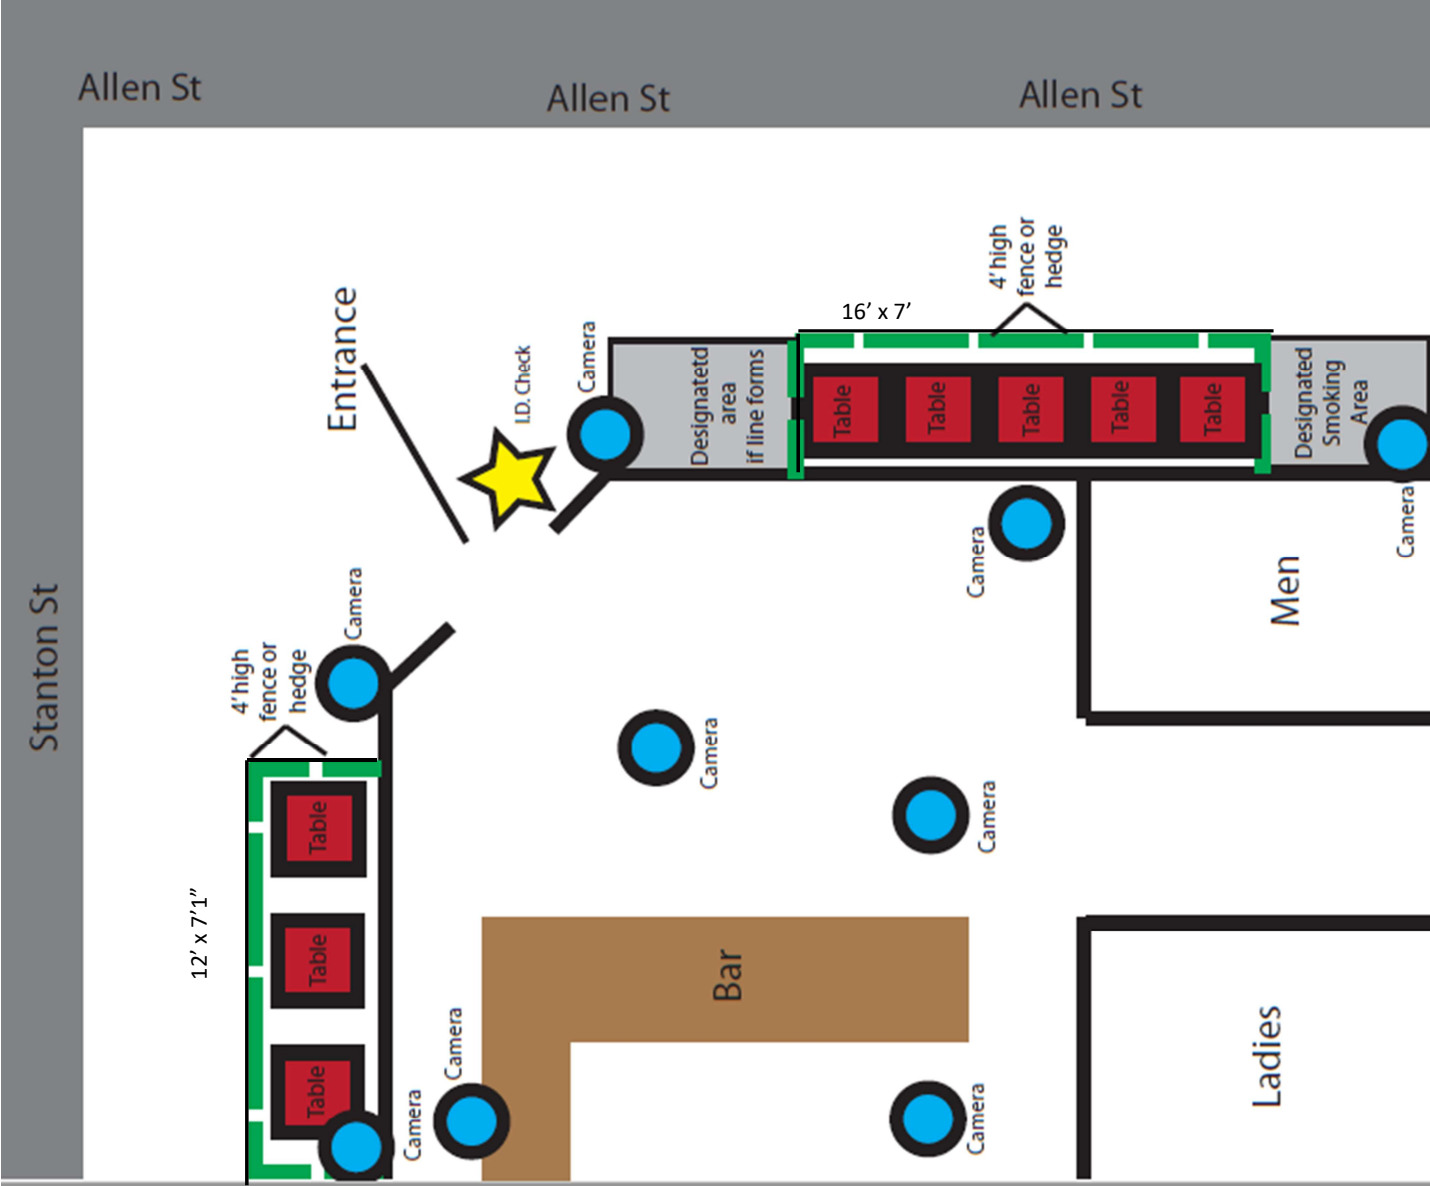 Allen St
Allen St
Allen St
Stanton St
Entrance
I.D. Check
Camera
Designatetd
area
if line forms
16’ x 7’
4’ high
fence or
hedge
Table
Table
Table
Table
Table
Designated
Smoking
Area
Camera
Camera
Men
Camera
4’ high
fence or
hedge
Table
Table
Table
12’ x 7’1”
Camera
Camera
Camera
Camera
Bar
Camera
Ladies